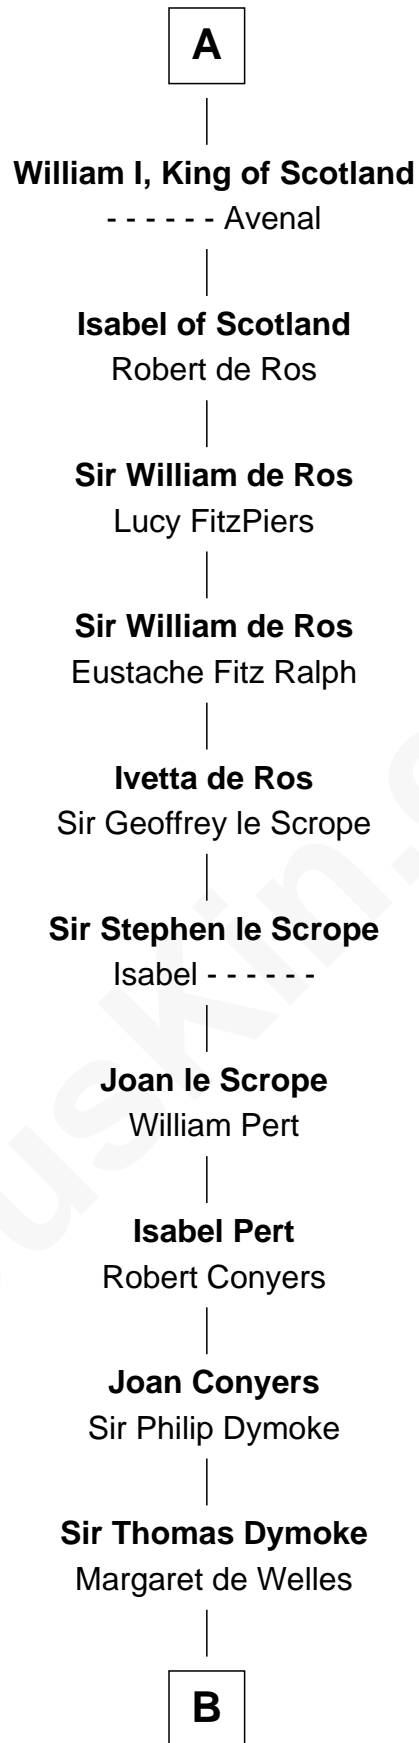 A
William I, King of Scotland
- - - - - - Avenal
Isabel of Scotland
Robert de Ros
Sir William de Ros
Lucy FitzPiers
Sir William de Ros
Eustache Fitz Ralph
Ivetta de Ros
Sir Geoffrey le Scrope
Sir Stephen le Scrope
Isabel - - - - - -
Joan le Scrope
William Pert
Isabel Pert
Robert Conyers
Joan Conyers
Sir Philip Dymoke
Sir Thomas Dymoke
Margaret de Welles
B